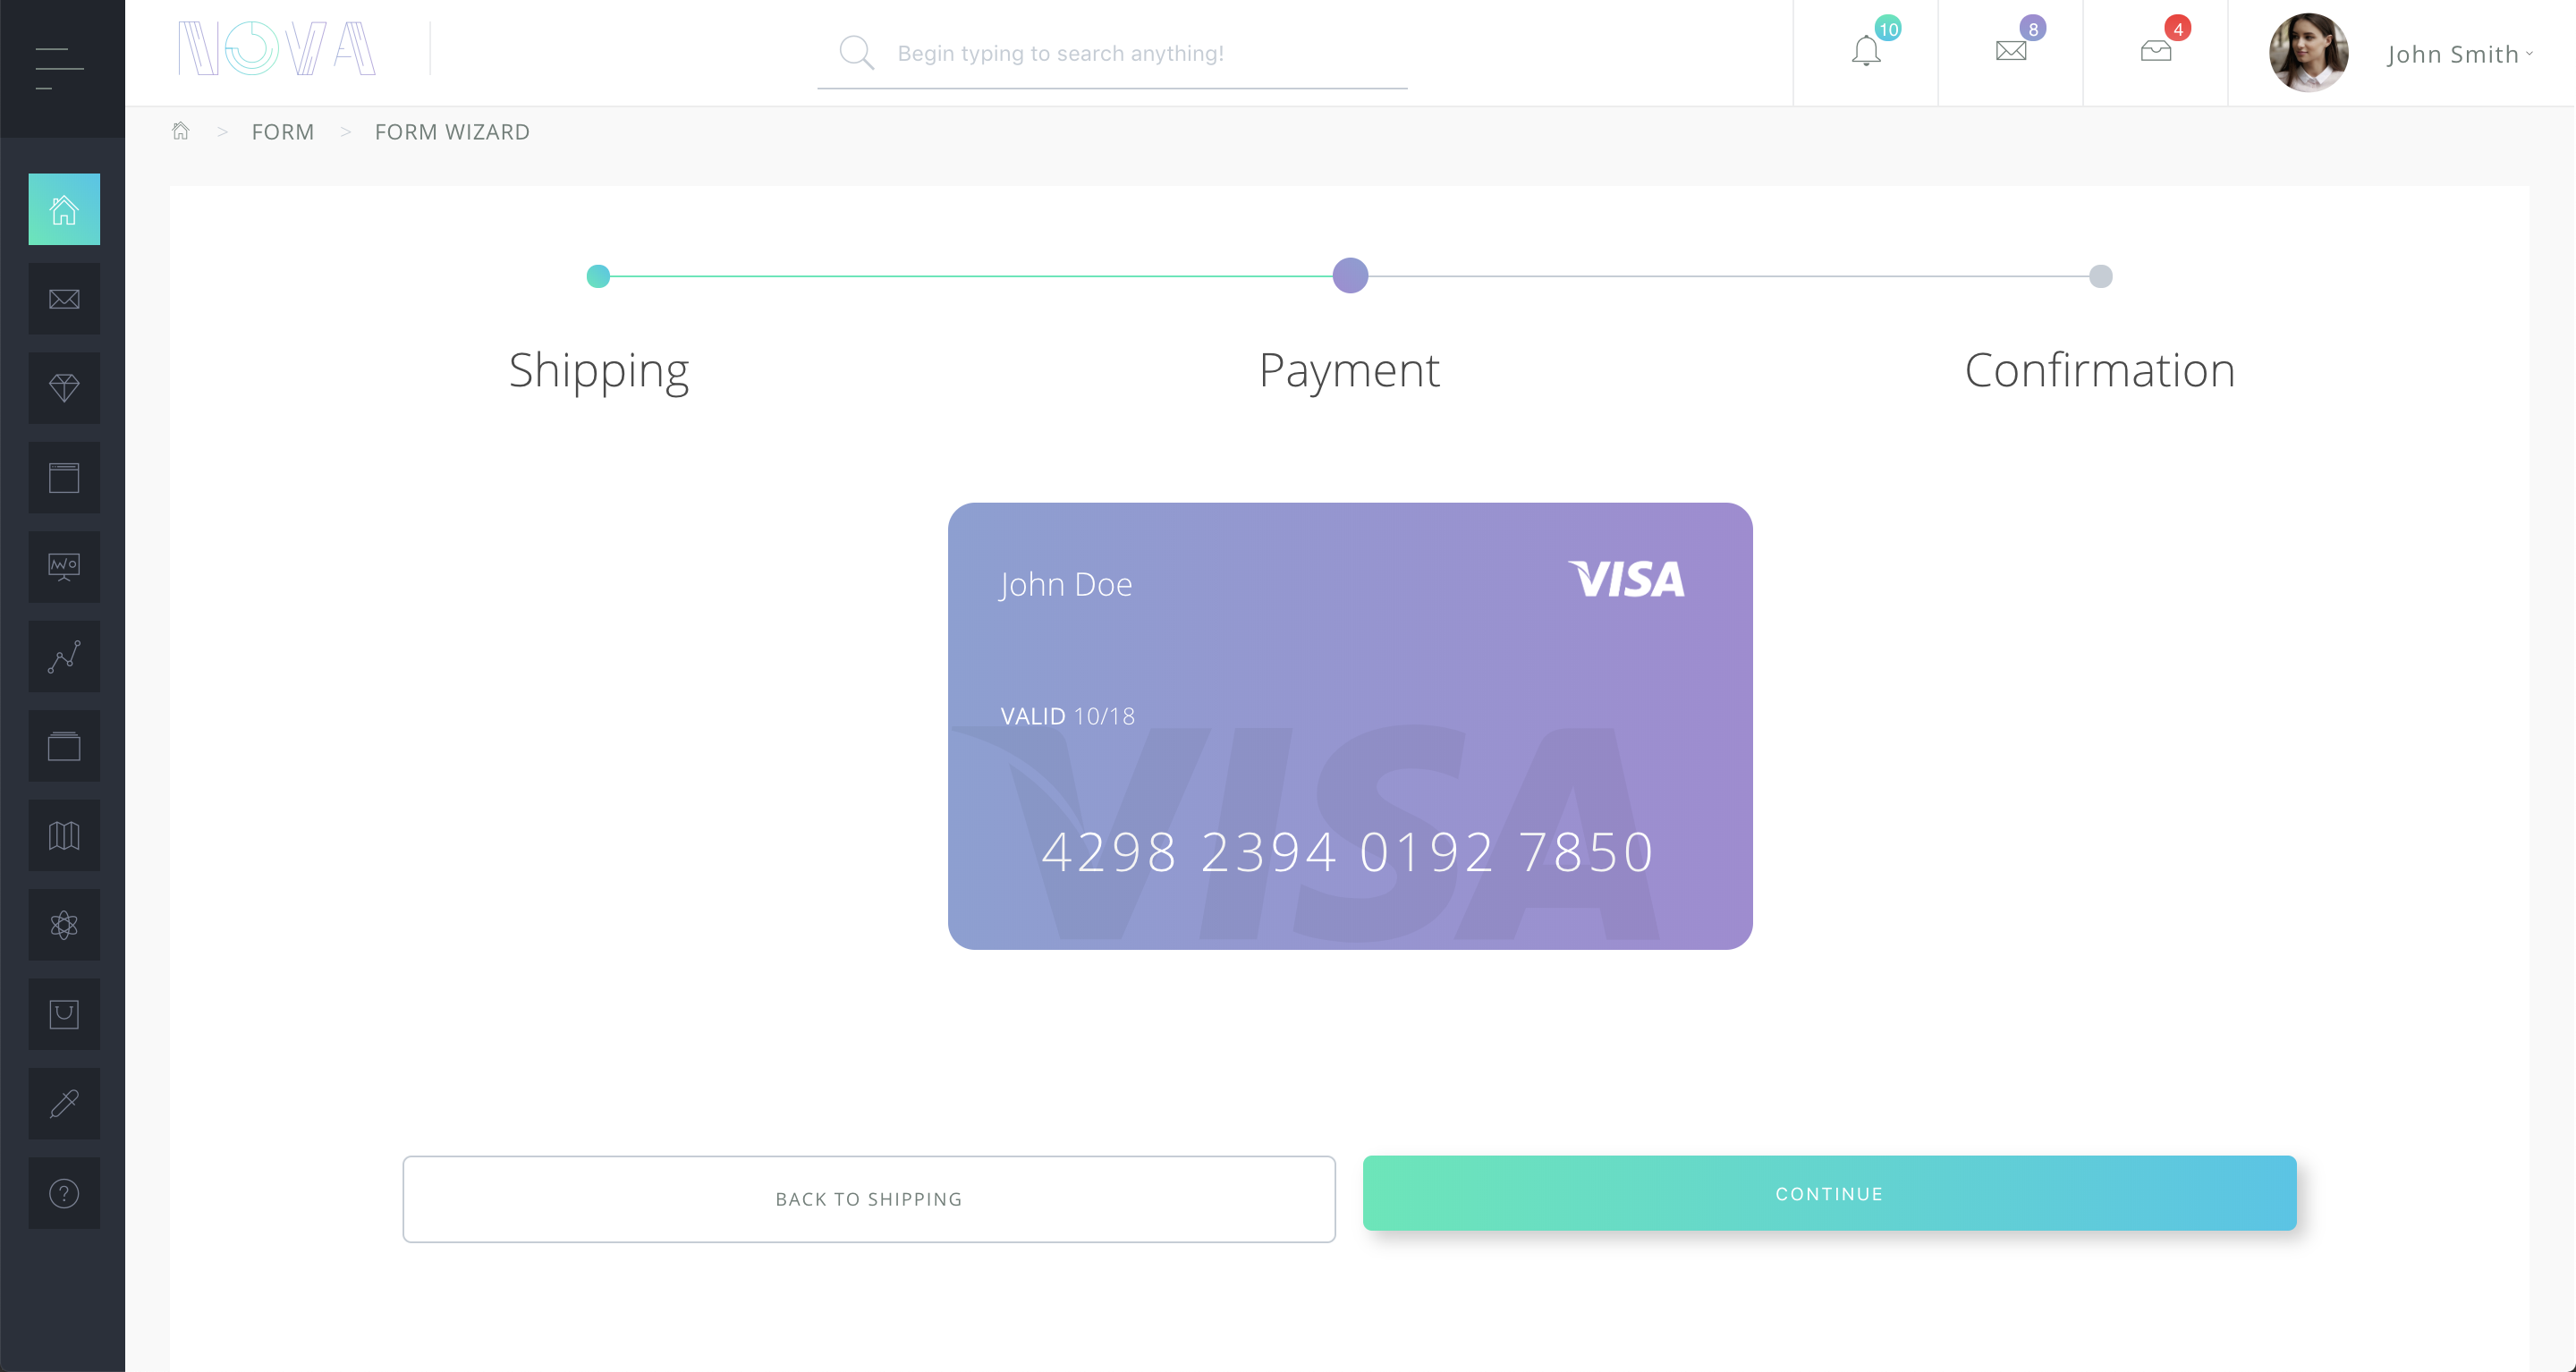 NOVA
Begin typing to search anything!
10
8
4
John Smith
> FORM > FORM WIZARD
Shipping
Payment
Confirmation
John Doe
VISA
VALID 10/18
VISA
4298 2394 0192 7850
BACK TO SHIPPING
CONTINUE
?